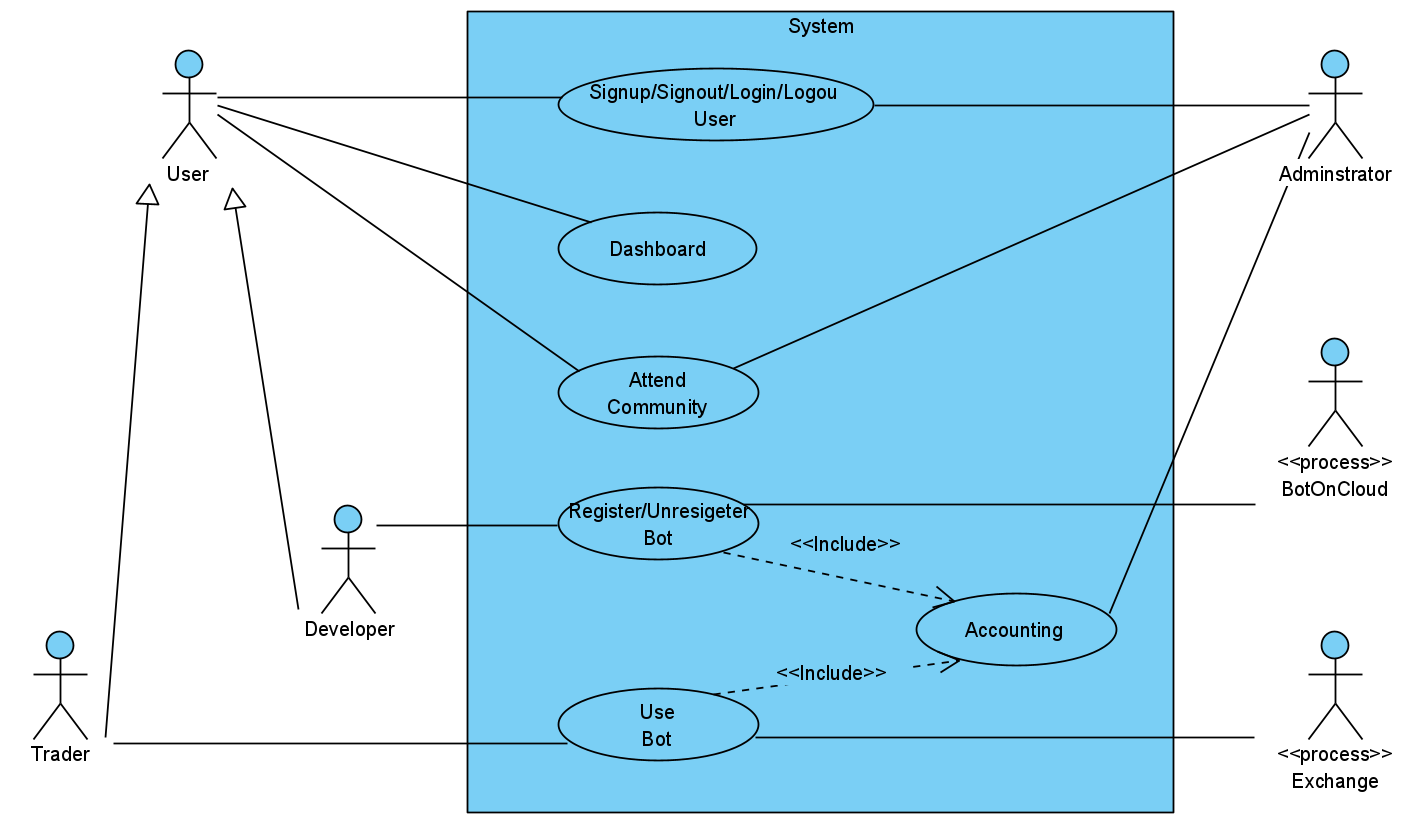 System
Signup/Signout/Login/Logou
User
User
Adminstrator
Dashboard
Attend
Community
<<process>>
BotOnCloud
Register/Unresigeter
Bot
<<Include>>
Developer
Accounting
<<Include>>
Use
Bot
Trader
<<process>>
Exchange